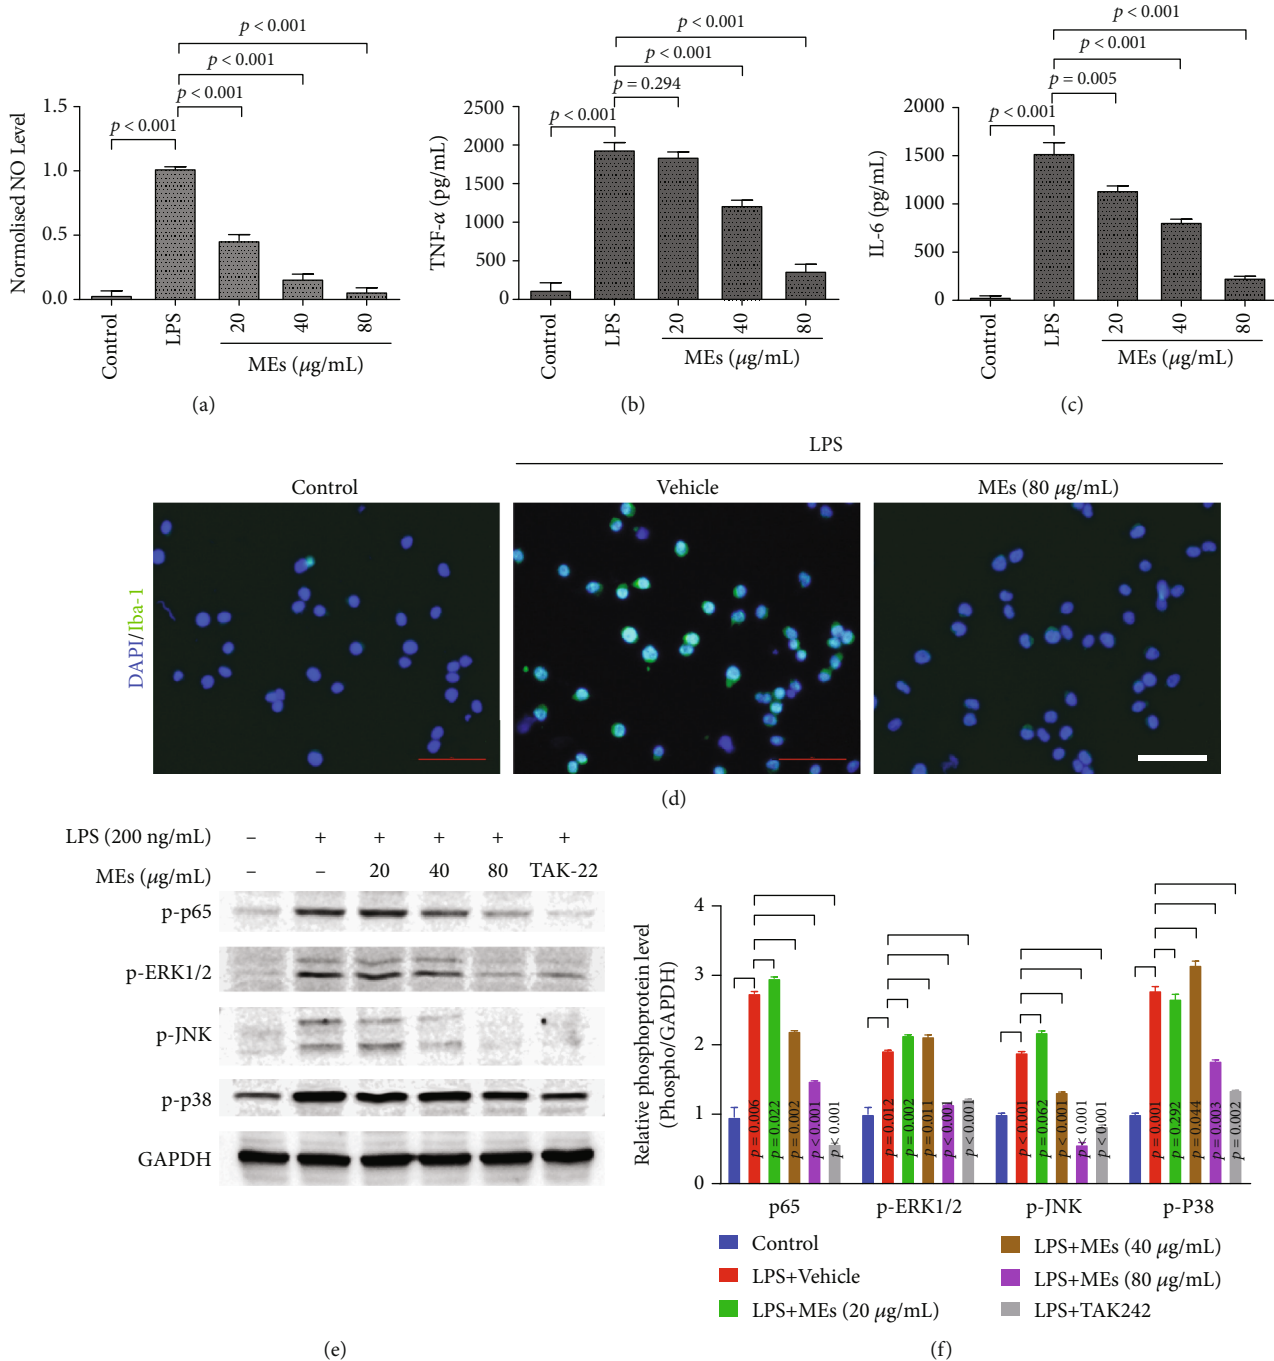 p < 0.001
p < 0.001
p < 0.001
p < 0.001
Normolised NO Level
1.5
1.0
0.5
0.0
Control
LPS
20
40
80
MEs (μg/mL)
(a)
p < 0.001
p < 0.001
p = 0.294
p < 0.001
TNF-α (pg/mL)
2500
2000
1500
1000
500
0
Control
LPS
20
40
80
MEs (μg/mL)
(b)
p < 0.001
p < 0.001
p = 0.005
p < 0.001
IL-6 (pg/mL)
2000
1500
1000
500
0
Control
LPS
20
40
80
MEs (μg/mL)
(c)
LPS
Control Vehicle MEs (80 μg/mL)
DAPI/Iba-1
(d)
LPS (200 ng/mL) – + + + + +
MEs (μg/mL) – – 20 40 80 TAK-22
p-p65
p-ERK1/2
p-JNK
p-p38
GAPDH
(e)
Relative phosphoprotein level
(Phospho/GAPDH)
4
3
2
1
0
p = 0.006
p = 0.022
p = 0.002
p < 0.001
p < 0.001
p = 0.012
p = 0.002
p = 0.011
p < 0.001
p < 0.001
p < 0.001
p = 0.062
p < 0.001
p < 0.001
p < 0.001
p = 0.001
p = 0.292
p = 0.044
p = 0.003
p = 0.002
p65 p-ERK1/2 p-JNK p-P38
Control
LPS+Vehicle
LPS+MEs (20 μg/mL)
LPS+MEs (40 μg/mL)
LPS+MEs (80 μg/mL)
LPS+TAK242
(f)